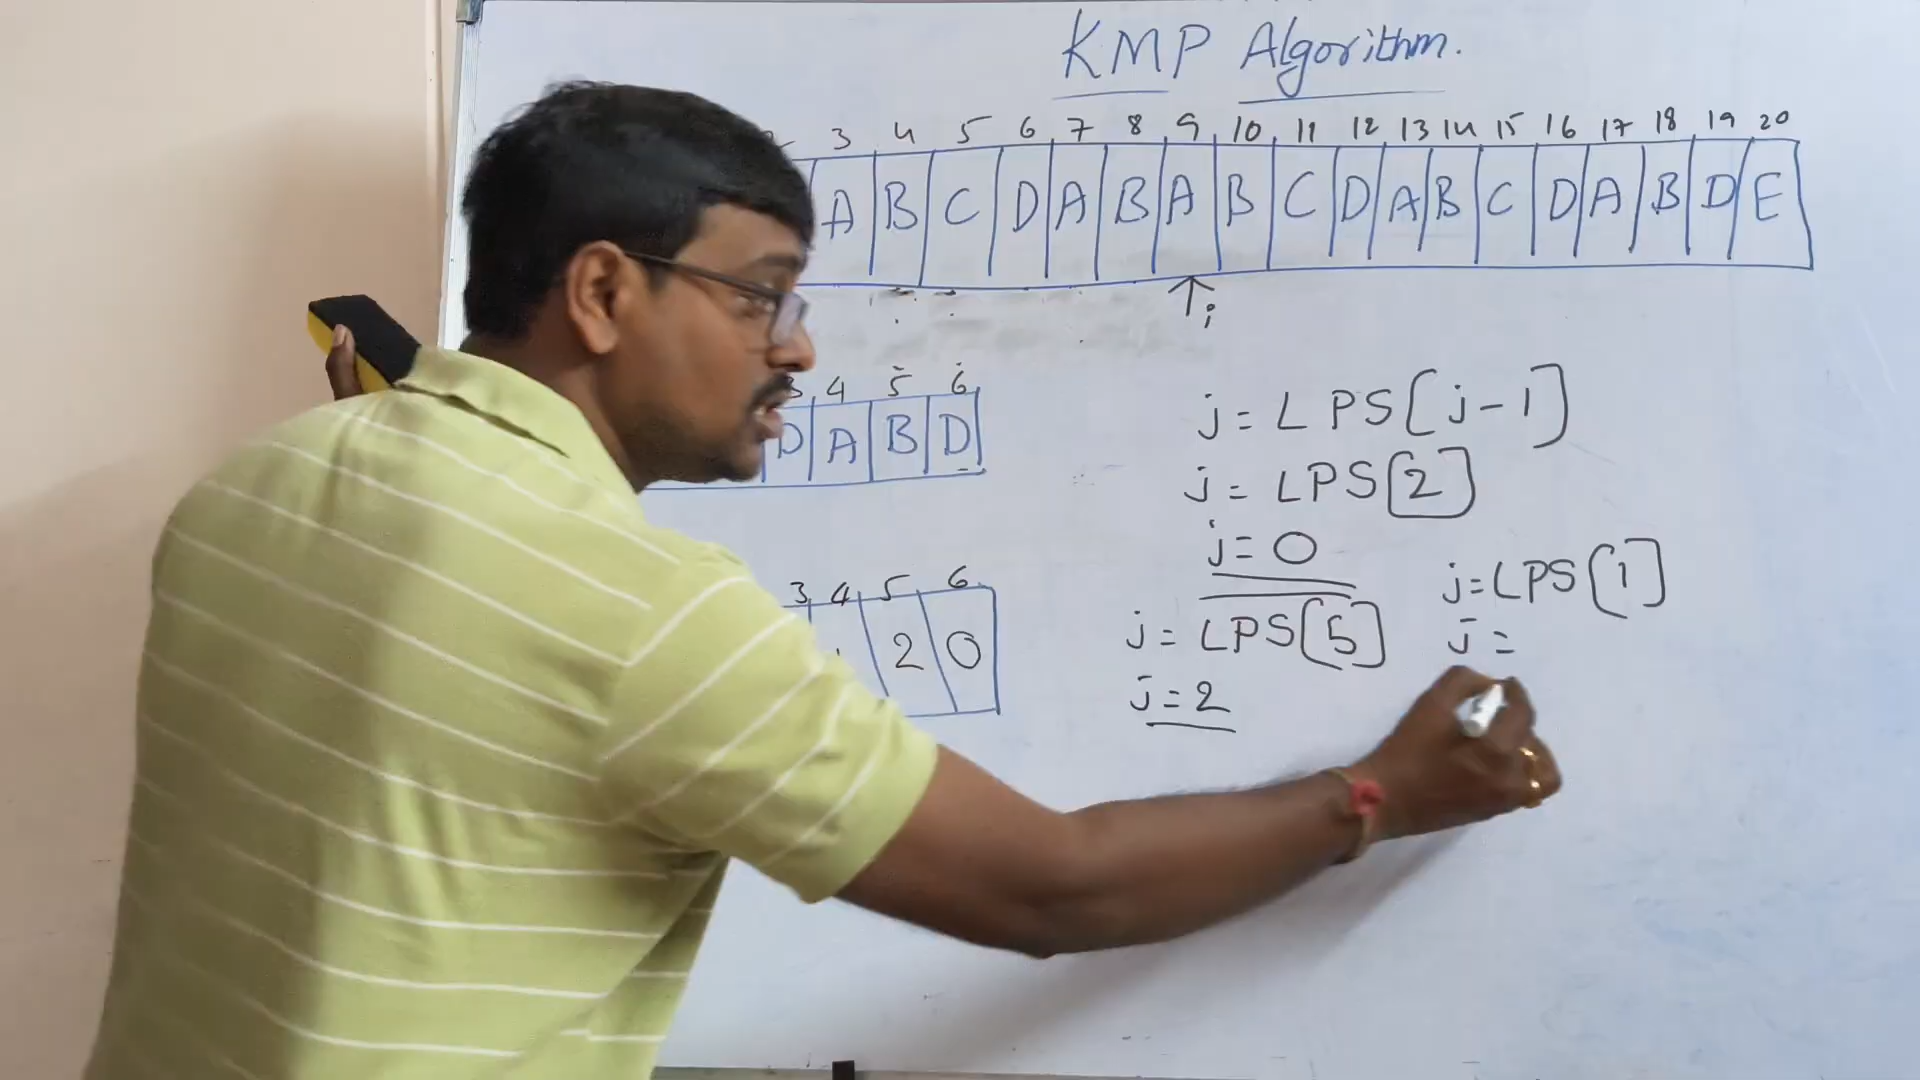 KMP Algorithm.
3 4 5 6 7 8 9 10 11 12 13 14 15 16 17 18 19 20
A B C D A B A B C D A B C D A B D E
i
3 4 5 6
D A B D
j = LPS[j-1]
j = LPS[2]
j = 0
j = LPS[1]
3 4 5 6
2 0
j = LPS[5]
j =
j = 2